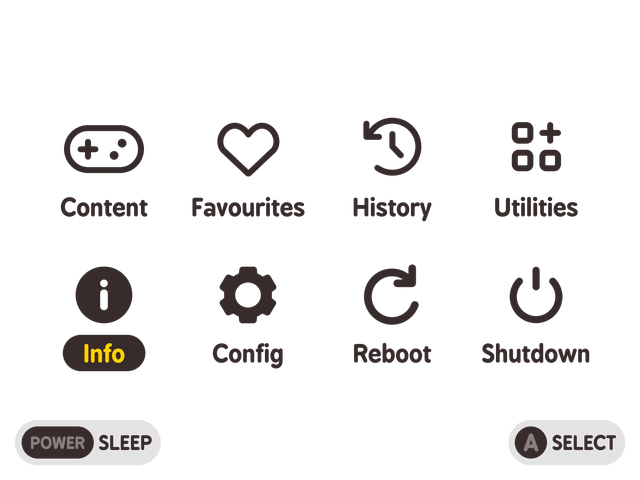 Content Favourites History Utilities
Info Config Reboot Shutdown
POWER SLEEP A SELECT